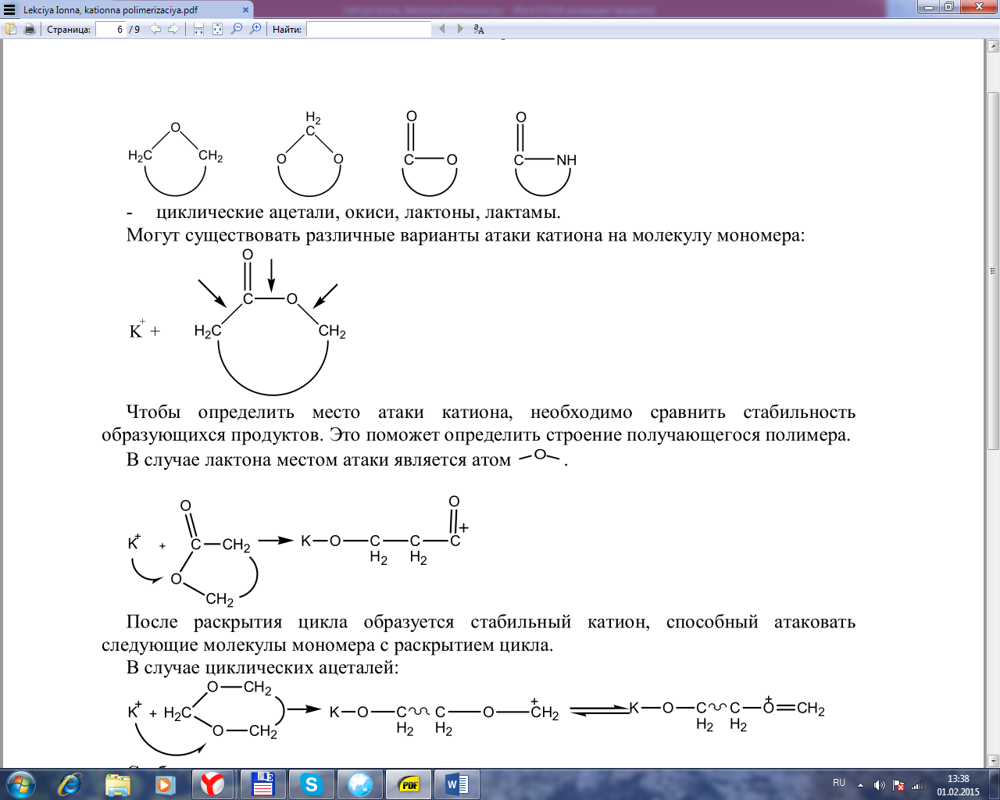 Lekciya Ionna, kationna polimerizaciya.pdf
Страница: 6 / 9 Найти:
O
H2C CH2
H2
C
O O
O
C O
O
C NH
- циклические ацетали, окиси, лактоны, лактамы.
Могут существовать различные варианты атаки катиона на молекулу мономера:
O
C O
K+ + H2C CH2
Чтобы определить место атаки катиона, необходимо сравнить стабильность
образующихся продуктов. Это поможет определить строение получающегося полимера.
В случае лактона местом атаки является атом —O— .
O O
K+ + C—CH2 K—O—C—C—C+
H2 H2
O
CH2
После раскрытия цикла образуется стабильный катион, способный атаковать
следующие молекулы мономера с раскрытием цикла.
В случае циклических ацеталей:
O—CH2
K+ + H2C K—O—C C—O—CH2+ K—O—C C—O+=CH2
H2 H2 H2 H2
O—CH2
PDF
RU
13:38
01.02.2015